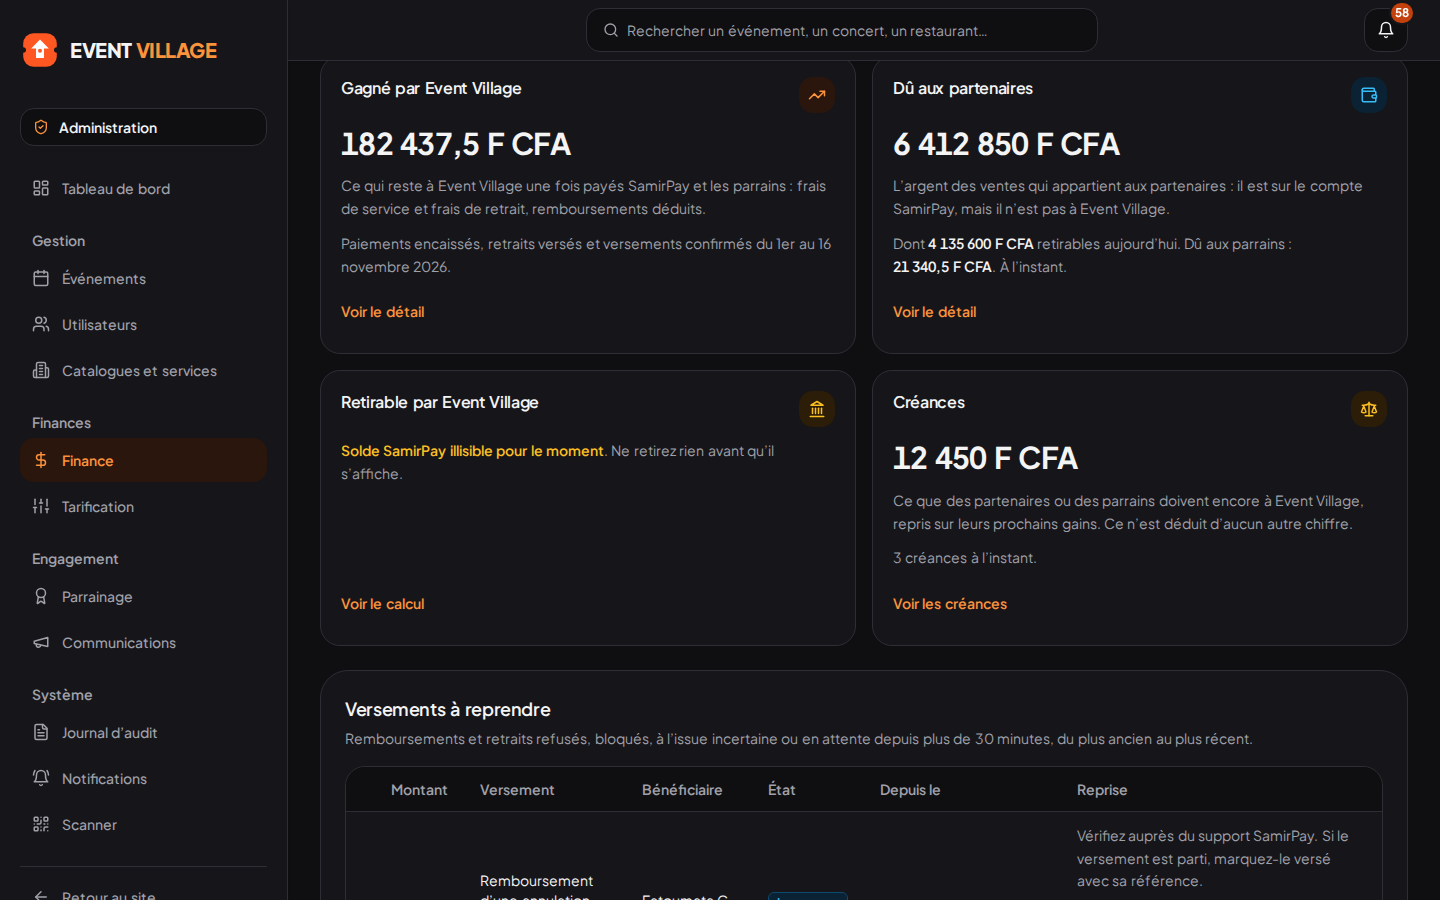 EVENT VILLAGE
Rechercher un événement, un concert, un restaurant…
58
Administration
Tableau de bord
Gestion
Événements
Utilisateurs
Catalogues et services
Finances
Finance
Tarification
Engagement
Parrainage
Communications
Système
Journal d’audit
Notifications
Scanner
Retour au site
Gagné par Event Village
182 437,5 F CFA
Ce qui reste à Event Village une fois payés SamirPay et les parrains : frais
de service et frais de retrait, remboursements déduits.
Paiements encaissés, retraits versés et versements confirmés du 1er au 16
novembre 2026.
Voir le détail
Dû aux partenaires
6 412 850 F CFA
L’argent des ventes qui appartient aux partenaires : il est sur le compte
SamirPay, mais il n’est pas à Event Village.
Dont 4 135 600 F CFA retirables aujourd’hui. Dû aux parrains :
21 340,5 F CFA. À l’instant.
Voir le détail
Retirable par Event Village
Solde SamirPay illisible pour le moment. Ne retirez rien avant qu’il
s’affiche.
Voir le calcul
Créances
12 450 F CFA
Ce que des partenaires ou des parrains doivent encore à Event Village,
repris sur leurs prochains gains. Ce n’est déduit d’aucun autre chiffre.
3 créances à l’instant.
Voir les créances
Versements à reprendre
Remboursements et retraits refusés, bloqués, à l’issue incertaine ou en attente depuis plus de 30 minutes, du plus ancien au plus récent.
Montant Versement Bénéficiaire État Depuis le Reprise
Vérifiez auprès du support SamirPay. Si le
versement est parti, marquez-le versé
avec sa référence.
Remboursement
d’une annulation